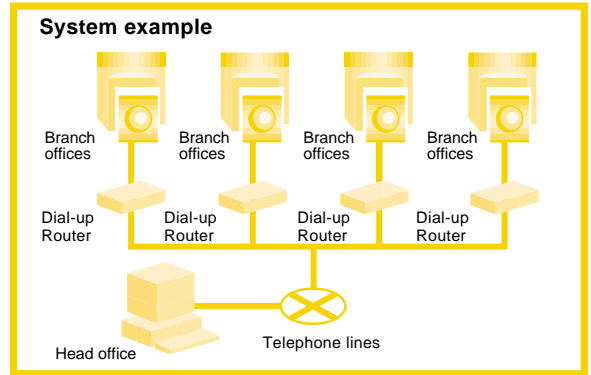 System example
Branch
offices
Branch
offices
Branch
offices
Branch
offices
Dial-up
Router
Dial-up
Router
Dial-up
Router
Dial-up
Router
Telephone lines
Head office